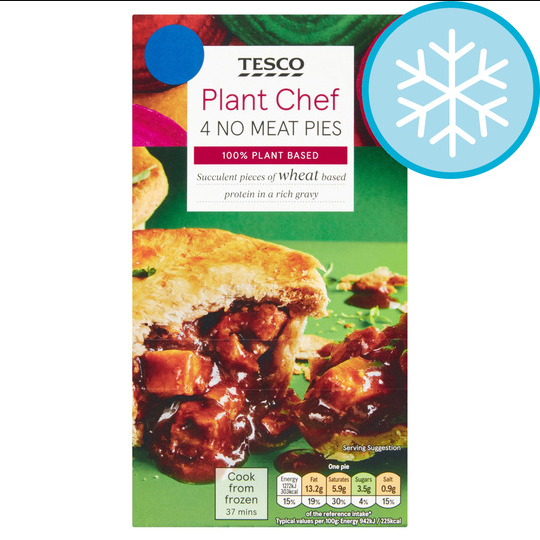 TESCO
Plant Chef
4 NO MEAT PIES
100% PLANT BASED
Succulent pieces of wheat based
protein in a rich gravy
Serving Suggestion
One pie
Energy
1272kJ
303kcal
15%
Fat
13.2g
19%
Saturates
5.9g
30%
Sugars
3.5g
4%
Salt
0.9g
15%
of the reference intake*
Typical values per 100g: Energy 942kJ / 225kcal
Cook
from
frozen
37 mins